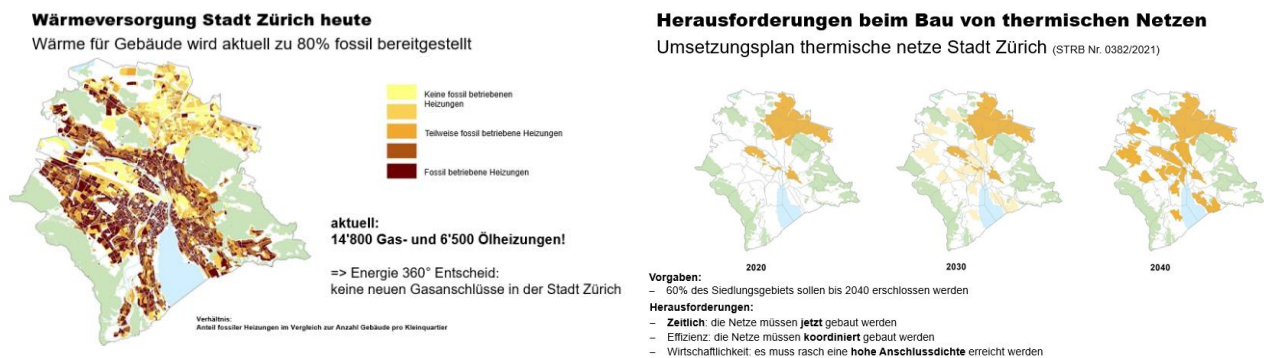 Wärmeversorgung Stadt Zürich heute
Wärme für Gebäude wird aktuell zu 80% fossil bereitgestellt
Keine fossil betriebenen
Heizungen
Teilweise fossil betriebene Heizungen
Fossil betriebene Heizungen
aktuell:
14'800 Gas- und 6'500 Ölheizungen!
=> Energie 360° Entscheid:
keine neuen Gasanschlüsse in der Stadt Zürich
Verhältnis:
Anteil fossiler Heizungen im Vergleich zur Anzahl Gebäude pro Kleinquartier
Herausforderungen beim Bau von thermischen Netzen
Umsetzungsplan thermische netze Stadt Zürich (STRB Nr. 0382/2021)
2020
2030
2040
Vorgaben:
– 60% des Siedlungsgebiets sollen bis 2040 erschlossen werden
Herausforderungen:
– Zeitlich: die Netze müssen jetzt gebaut werden
– Effizienz: die Netze müssen koordiniert gebaut werden
– Wirtschaftlichkeit: es muss rasch eine hohe Anschlussdichte erreicht werden